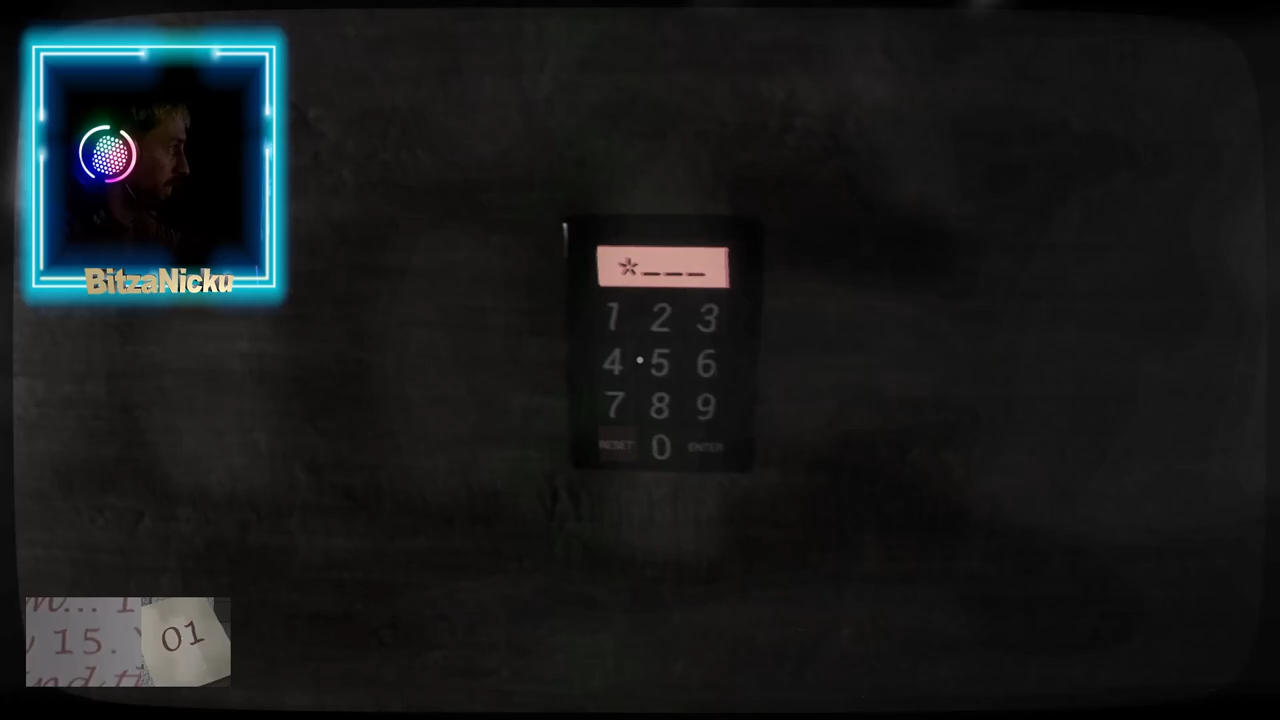 BitzaNicku
*___
1 2 3
4 5 6
7 8 9
RESET 0 ENTER
15.
01